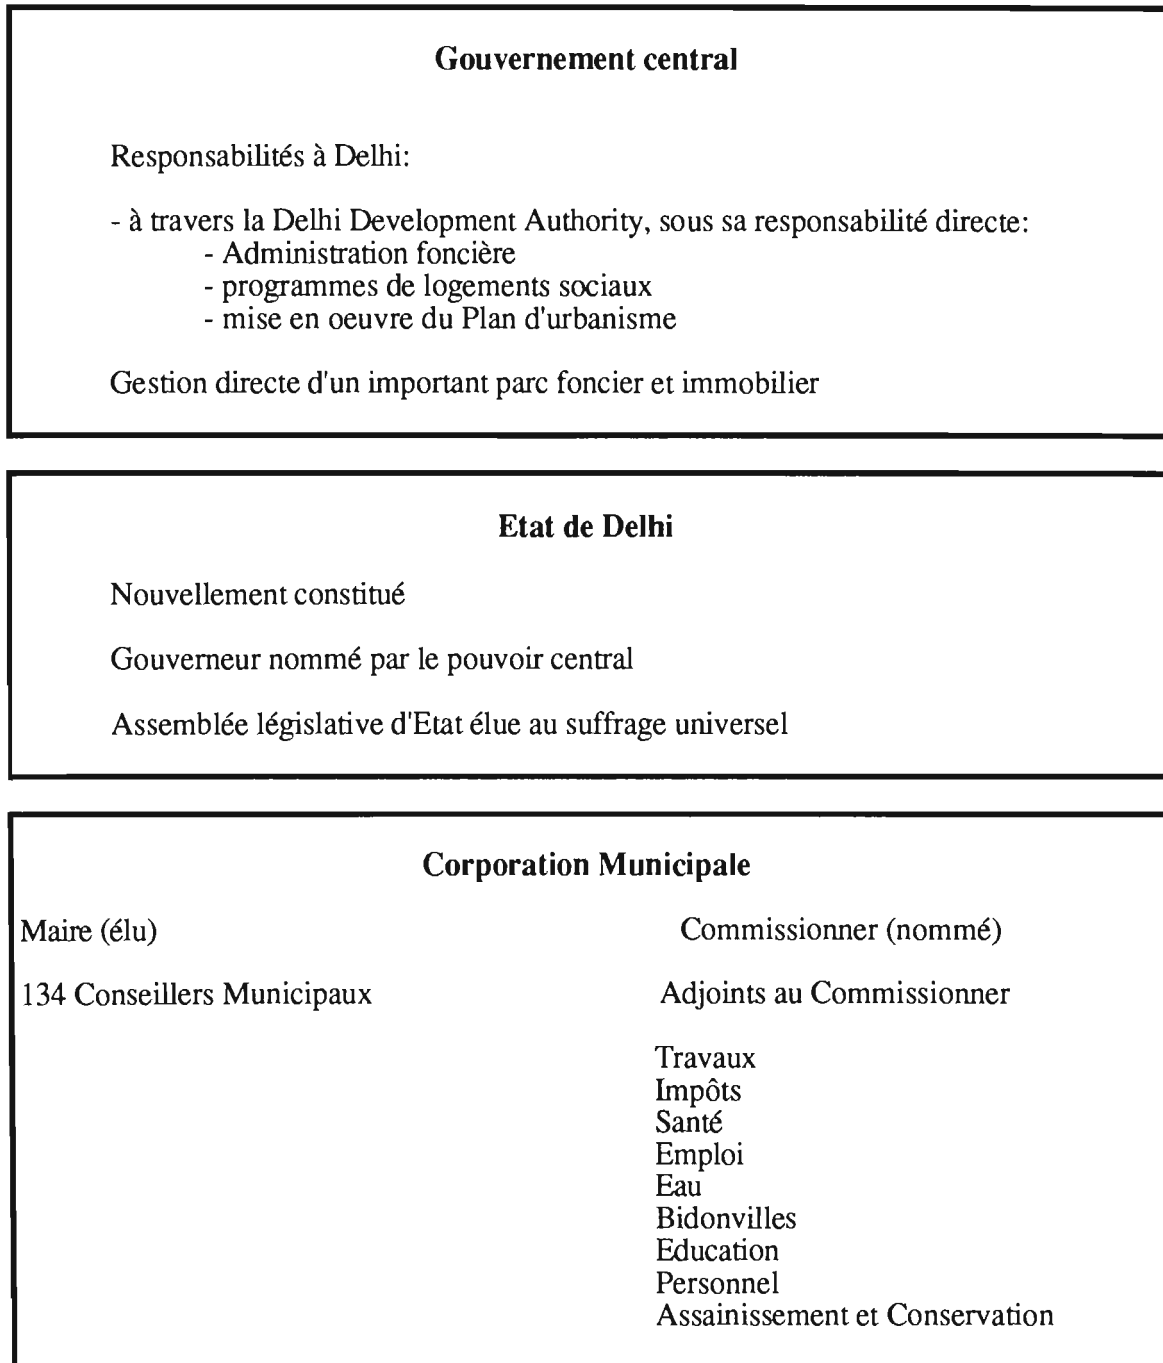 Gouvernement central
Responsabilités à Delhi:
- à travers la Delhi Development Authority, sous sa responsabilité directe:
- Administration foncière
- programmes de logements sociaux
- mise en oeuvre du Plan d'urbanisme
Gestion directe d'un important parc foncier et immobilier
Etat de Delhi
Nouvellement constitué
Gouverneur nommé par le pouvoir central
Assemblée législative d'Etat élue au suffrage universel
Corporation Municipale
Maire (élu)
Commissionner (nommé)
134 Conseillers Municipaux
Adjoints au Commissionner
Travaux
Impôts
Santé
Emploi
Eau
Bidonvilles
Education
Personnel
Assainissement et Conservation